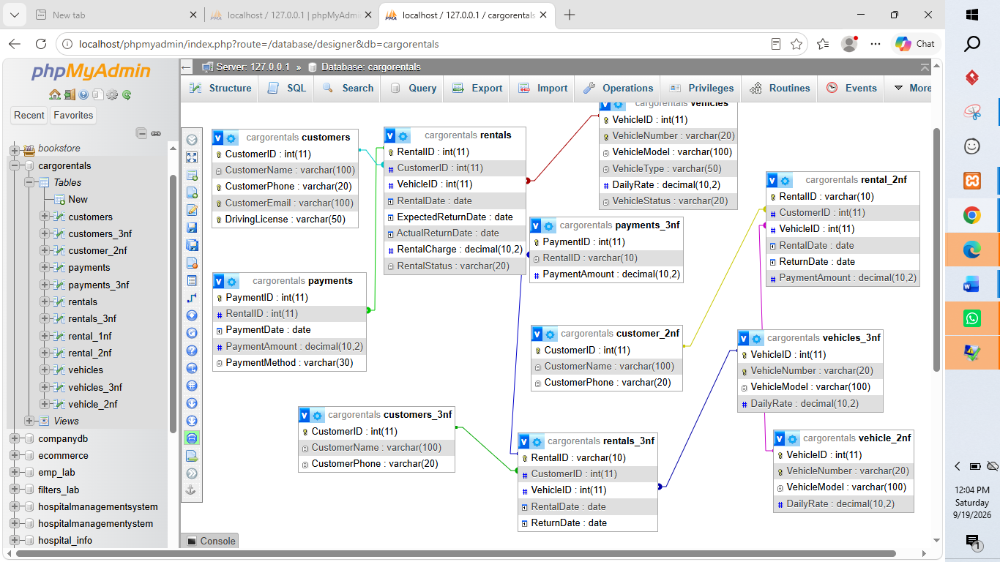 New tab
localhost / 127.0.0.1 | phpMyAdmi
localhost / 127.0.0.1 / cargorentals
localhost/phpmyadmin/index.php?route=/database/designer&db=cargorentals
Chat
phpMyAdmin
Recent
Favorites
bookstore
cargorentals
Tables
New
customers
customers_3nf
customer_2nf
payments
payments_3nf
rentals
rentals_3nf
rental_1nf
rental_2nf
vehicles
vehicles_3nf
vehicle_2nf
Views
companydb
ecommerce
emp_lab
filters_lab
hospitalmanagementsystem
hospitalmanagementystem
hospital_info
Server: 127.0.0.1 » Database: cargorentals
Structure
SQL
Search
Query
Export
Import
Operations
Privileges
Routines
Events
More
cargorentals customers
CustomerID : int(11)
CustomerName : varchar(100)
CustomerPhone : varchar(20)
CustomerEmail : varchar(100)
DrivingLicense : varchar(50)
cargorentals rentals
RentalID : int(11)
CustomerID : int(11)
VehicleID : int(11)
RentalDate : date
ExpectedReturnDate : date
ActualReturnDate : date
RentalCharge : decimal(10,2)
RentalStatus : varchar(20)
cargorentals vehicles
VehicleID : int(11)
VehicleNumber : varchar(20)
VehicleModel : varchar(100)
VehicleType : varchar(50)
DailyRate : decimal(10,2)
VehicleStatus : varchar(20)
cargorentals rental_2nf
RentalID : varchar(10)
CustomerID : int(11)
VehicleID : int(11)
RentalDate : date
ReturnDate : date
PaymentAmount : decimal(10,2)
cargorentals payments_3nf
PaymentID : int(11)
RentalID : varchar(10)
PaymentAmount : decimal(10,2)
cargorentals payments
PaymentID : int(11)
RentalID : int(11)
PaymentDate : date
PaymentAmount : decimal(10,2)
PaymentMethod : varchar(30)
cargorentals customer_2nf
CustomerID : int(11)
CustomerName : varchar(100)
CustomerPhone : varchar(20)
cargorentals vehicles_3nf
VehicleID : int(11)
VehicleNumber : varchar(20)
VehicleModel : varchar(100)
DailyRate : decimal(10,2)
cargorentals customers_3nf
CustomerID : int(11)
CustomerName : varchar(100)
CustomerPhone : varchar(20)
cargorentals rentals_3nf
RentalID : varchar(10)
CustomerID : int(11)
VehicleID : int(11)
RentalDate : date
ReturnDate : date
cargorentals vehicle_2nf
VehicleID : int(11)
VehicleNumber : varchar(20)
VehicleModel : varchar(100)
DailyRate : decimal(10,2)
Console
12:04 PM
Saturday
9/19/2026
1